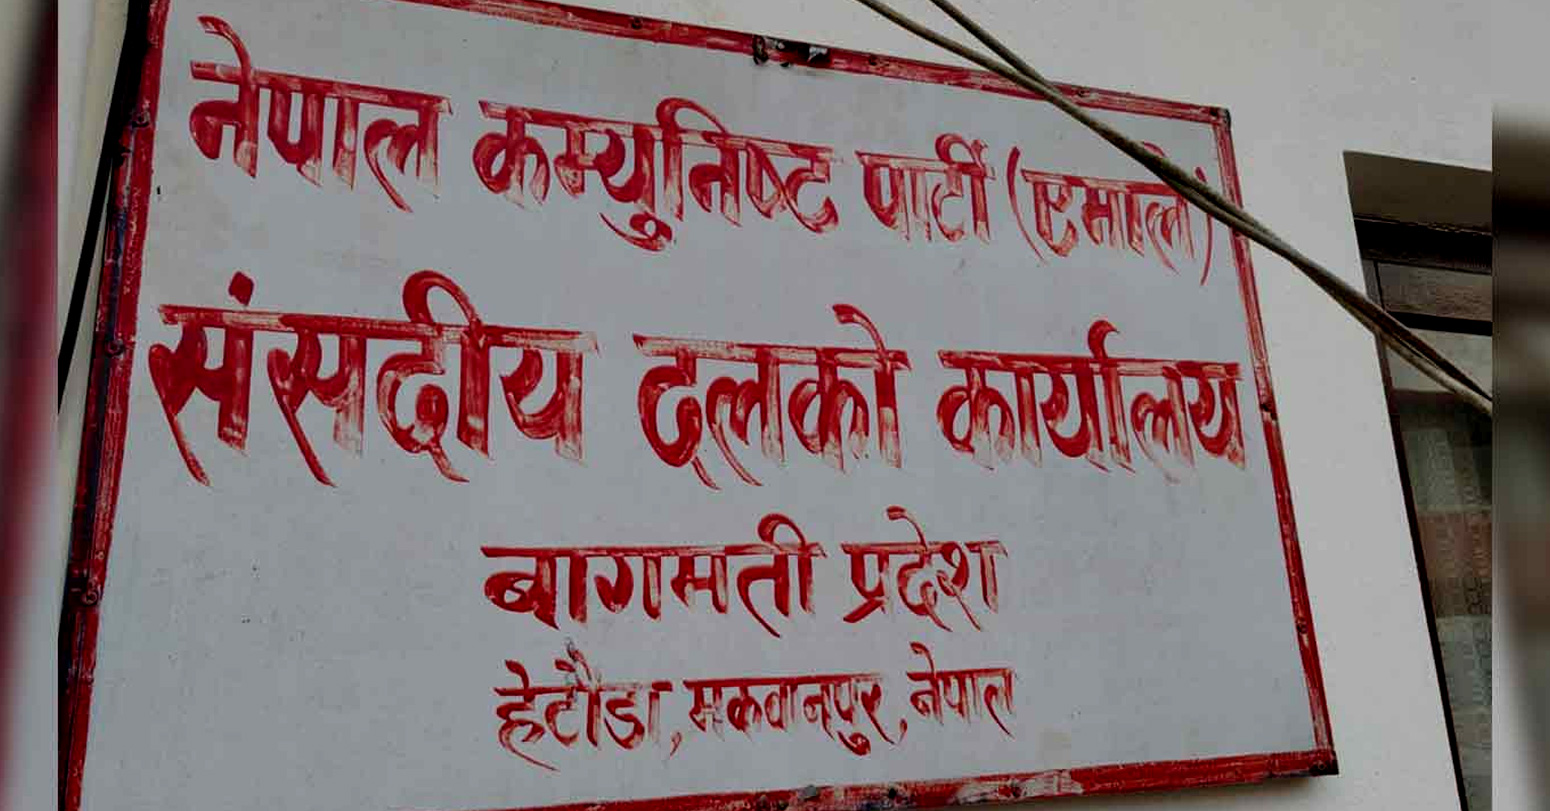 नेपाल कम्युनिष्ट पार्टी (एमाले)
संसदीय दलको कार्यालय
बागमती प्रदेश
हेटौंडा, मकवानपुर, नेपाल